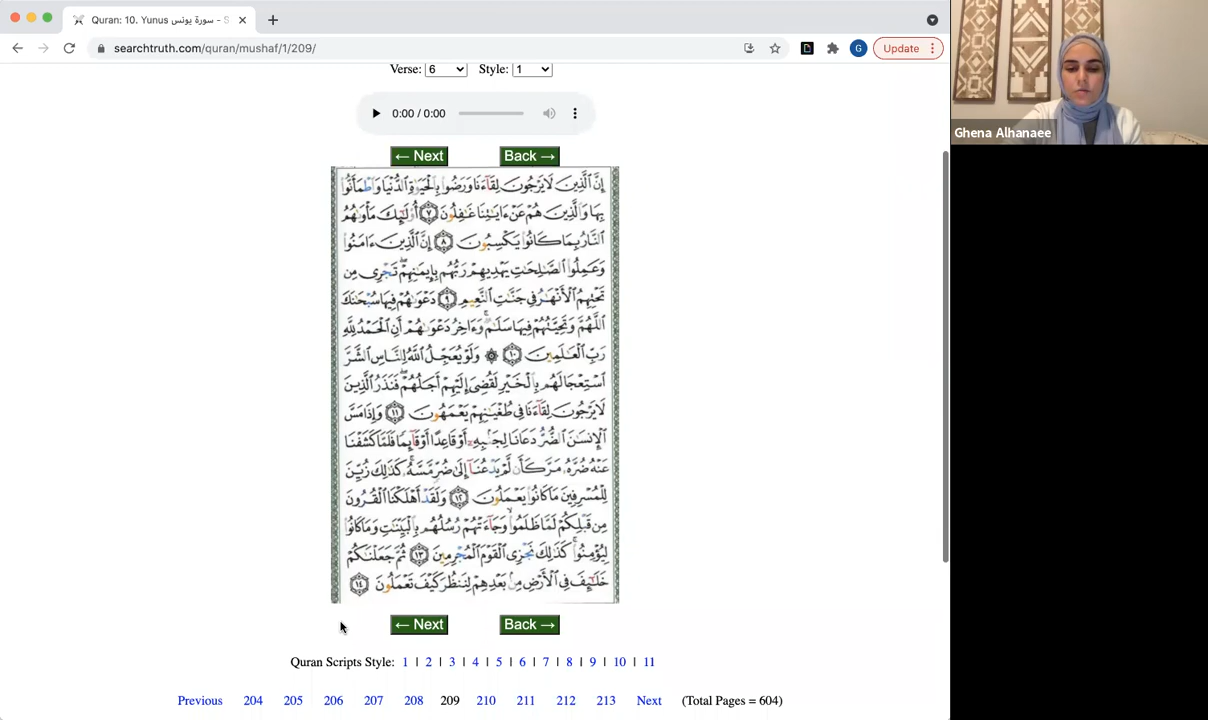 Quran: 10. Yunus سورة يونس - S
searchtruth.com/quran/mushaf/1/209/
G
Update
Verse: 6 Style: 1
0:00 / 0:00
← Next Back →
إِنَّ ٱلَّذِينَ لَا يَرْجُونَ لِقَآءَنَا وَرَضُوا۟ بِٱلْحَيَوٰةِ ٱلدُّنْيَا وَٱطْمَأَنُّوا۟
بِهَا وَٱلَّذِينَ هُمْ عَنْ ءَايَٰتِنَا غَٰفِلُونَ ٧ أُو۟لَٰٓئِكَ مَأْوَىٰهُمُ
ٱلنَّارُ بِمَا كَانُوا۟ يَكْسِبُونَ ٨ إِنَّ ٱلَّذِينَ ءَامَنُوا۟
وَعَمِلُوا۟ ٱلصَّٰلِحَٰتِ يَهْدِيهِمْ رَبُّهُم بِإِيمَٰنِهِمْ ۖ تَجْرِى مِن
تَحْتِهِمُ ٱلْأَنْهَٰرُ فِى جَنَّٰتِ ٱلنَّعِيمِ ٩ دَعْوَىٰهُمْ فِيهَا سُبْحَٰنَكَ
ٱللَّهُمَّ وَتَحِيَّتُهُمْ فِيهَا سَلَٰمٌ ۚ وَءَاخِرُ دَعْوَىٰهُمْ أَنِ ٱلْحَمْدُ لِلَّهِ
رَبِّ ٱلْعَٰلَمِينَ ١٠ ۞ وَلَوْ يُعَجِّلُ ٱللَّهُ لِلنَّاسِ ٱلشَّرَّ
ٱسْتِعْجَالَهُم بِٱلْخَيْرِ لَقُضِىَ إِلَيْهِمْ أَجَلُهُمْ ۖ فَنَذَرُ ٱلَّذِينَ
لَا يَرْجُونَ لِقَآءَنَا فِى طُغْيَٰنِهِمْ يَعْمَهُونَ ١١ وَإِذَا مَسَّ
ٱلْإِنسَٰنَ ٱلضُّرُّ دَعَانَا لِجَنۢبِهِۦٓ أَوْ قَاعِدًا أَوْ قَآئِمًا فَلَمَّا كَشَفْنَا
عَنْهُ ضُرَّهُۥ مَرَّ كَأَن لَّمْ يَدْعُنَآ إِلَىٰ ضُرٍّ مَّسَّهُۥ ۚ كَذَٰلِكَ زُيِّنَ
لِلْمُسْرِفِينَ مَا كَانُوا۟ يَعْمَلُونَ ١٢ وَلَقَدْ أَهْلَكْنَا ٱلْقُرُونَ
مِن قَبْلِكُمْ لَمَّا ظَلَمُوا۟ ۙ وَجَآءَتْهُمْ رُسُلُهُم بِٱلْبَيِّنَٰتِ وَمَا كَانُوا۟
لِيُؤْمِنُوا۟ ۚ كَذَٰلِكَ نَجْزِى ٱلْقَوْمَ ٱلْمُجْرِمِينَ ١٣ ثُمَّ جَعَلْنَٰكُمْ
خَلَٰٓئِفَ فِى ٱلْأَرْضِ مِنۢ بَعْدِهِمْ لِنَنظُرَ كَيْفَ تَعْمَلُونَ ١٤
← Next Back →
Quran Scripts Style: 1 | 2 | 3 | 4 | 5 | 6 | 7 | 8 | 9 | 10 | 11
Previous 204 205 206 207 208 209 210 211 212 213 Next (Total Pages = 604)
Ghena Alhanaee